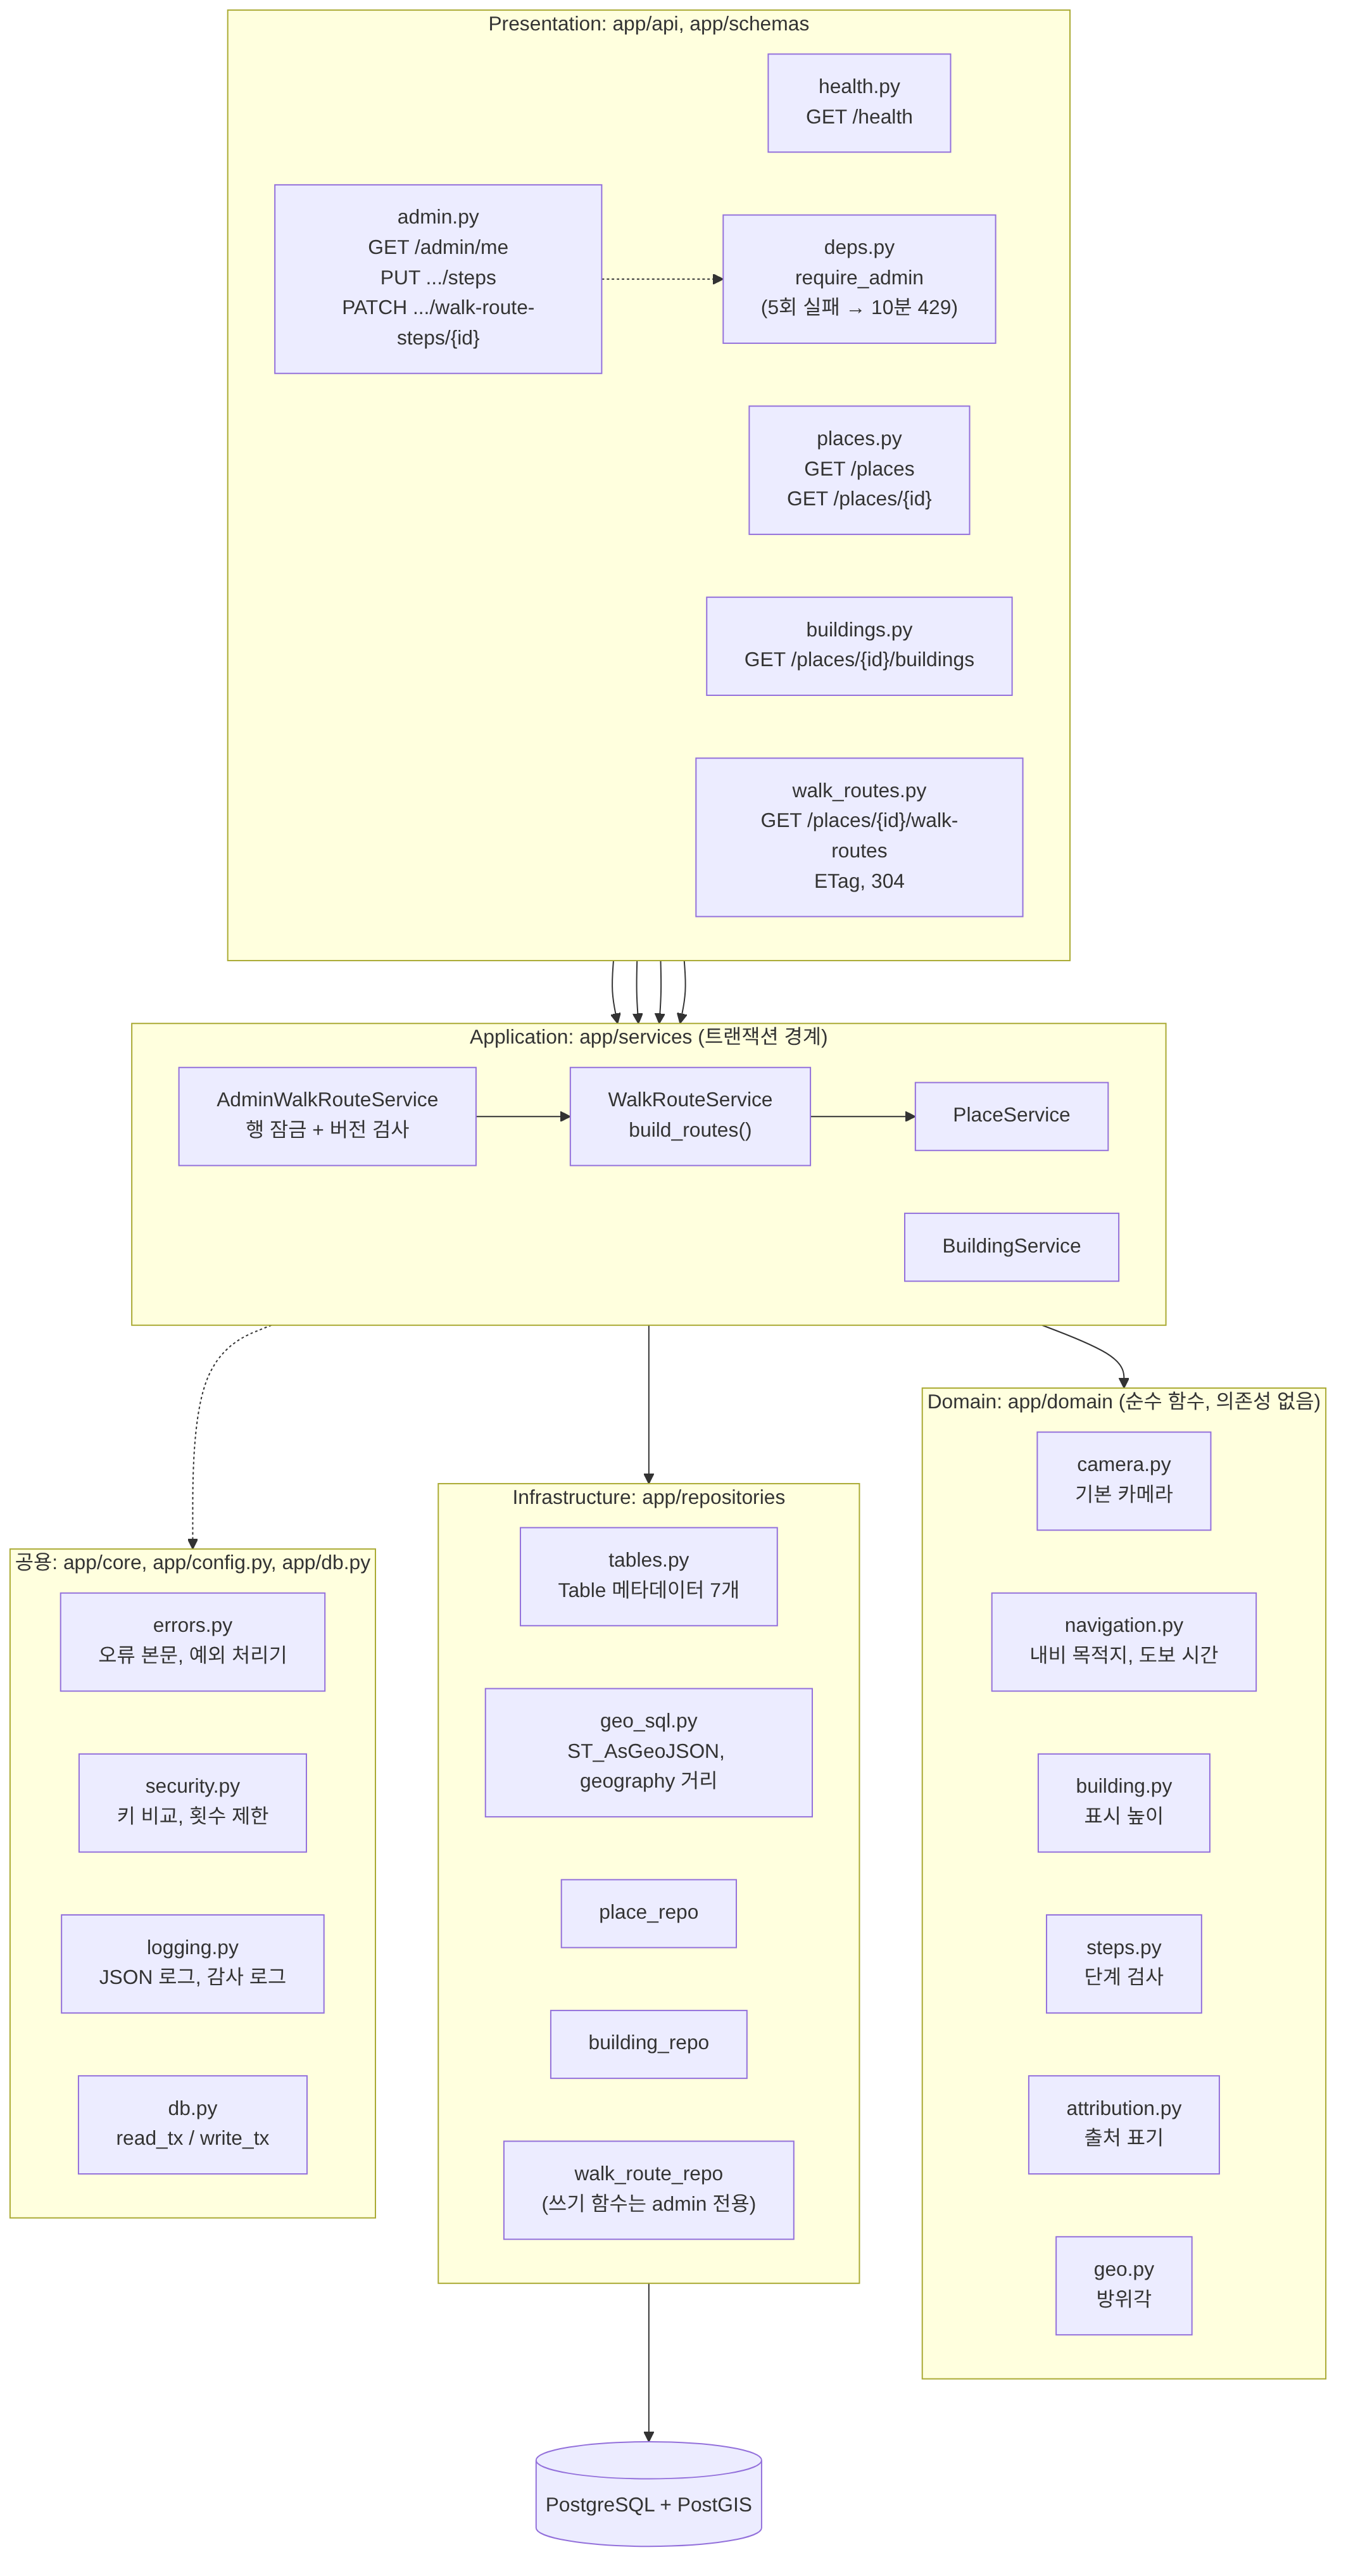 Presentation: app/api, app/schemas
health.py
GET /health
admin.py
GET /admin/me
PUT .../steps
PATCH .../walk-route-
steps/{id}
deps.py
require_admin
(5회 실패 → 10분 429)
places.py
GET /places
GET /places/{id}
buildings.py
GET /places/{id}/buildings
walk_routes.py
GET /places/{id}/walk-
routes
ETag, 304
Application: app/services (트랜잭션 경계)
AdminWalkRouteService
행 잠금 + 버전 검사
WalkRouteService
build_routes()
PlaceService
BuildingService
공용: app/core, app/config.py, app/db.py
errors.py
오류 본문, 예외 처리기
security.py
키 비교, 횟수 제한
logging.py
JSON 로그, 감사 로그
db.py
read_tx / write_tx
Infrastructure: app/repositories
tables.py
Table 메타데이터 7개
geo_sql.py
ST_AsGeoJSON,
geography 거리
place_repo
building_repo
walk_route_repo
(쓰기 함수는 admin 전용)
Domain: app/domain (순수 함수, 의존성 없음)
camera.py
기본 카메라
navigation.py
내비 목적지, 도보 시간
building.py
표시 높이
steps.py
단계 검사
attribution.py
출처 표기
geo.py
방위각
PostgreSQL + PostGIS